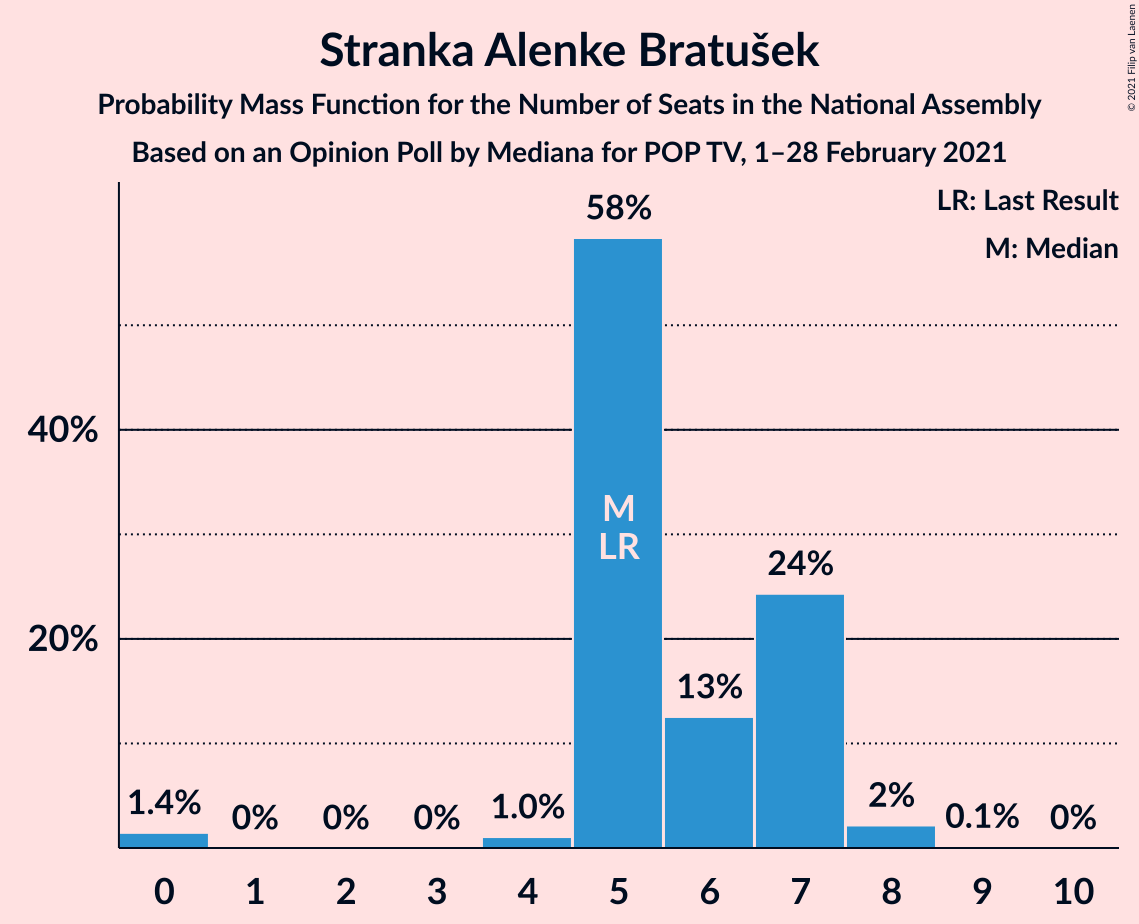 Stranka Alenke Bratušek
Probability Mass Function for the Number of Seats in the National Assembly
Based on an Opinion Poll by Mediana for POP TV, 1–28 February 2021
© 2021 Filip van Laenen
LR: Last Result
M: Median
58%
40%
M
LR
24%
20%
13%
1.4%
0%
0%
0%
1.0%
2%
0.1%
0%
0 1 2 3 4 5 6 7 8 9 10